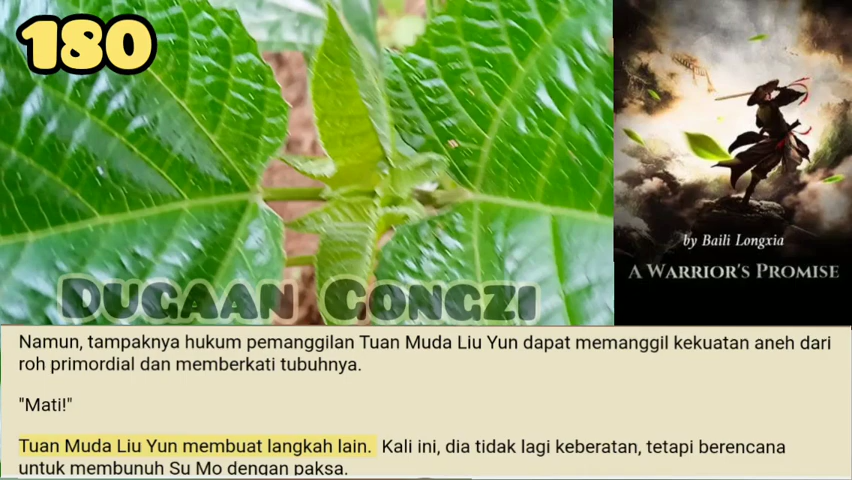 180
by Baili Longxia
A WARRIOR'S PROMISE
DUGAAN GONGZI
Namun, tampaknya hukum pemanggilan Tuan Muda Liu Yun dapat memanggil kekuatan aneh dari
roh primordial dan memberkati tubuhnya.
"Mati!"
Tuan Muda Liu Yun membuat langkah lain. Kali ini, dia tidak lagi keberatan, tetapi berencana
untuk membunuh Su Mo dengan paksa.